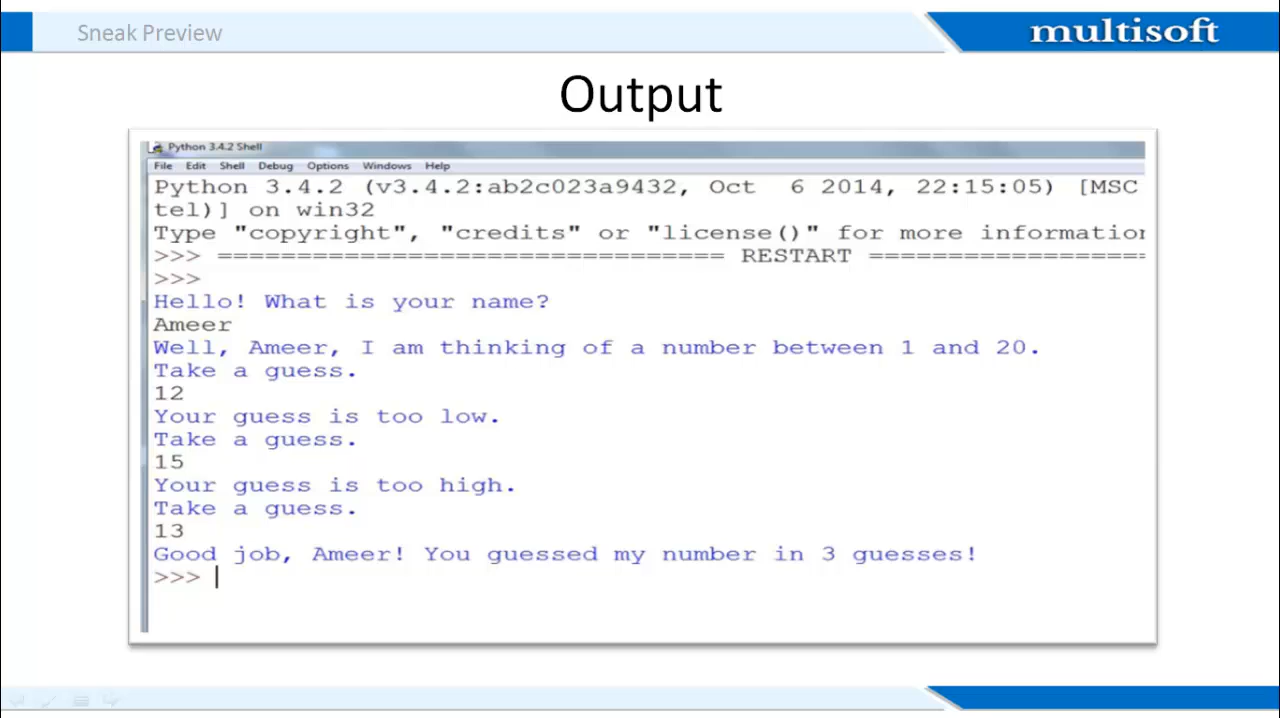 Sneak Preview
multisoft
Output
Python 3.4.2 Shell
File Edit Shell Debug Options Windows Help
Python 3.4.2 (v3.4.2:ab2c023a9432, Oct  6 2014, 22:15:05) [MSC
tel)] on win32
Type "copyright", "credits" or "license()" for more information
>>> ================================ RESTART ==================
>>>
Hello! What is your name?
Ameer
Well, Ameer, I am thinking of a number between 1 and 20.
Take a guess.
12
Your guess is too low.
Take a guess.
15
Your guess is too high.
Take a guess.
13
Good job, Ameer! You guessed my number in 3 guesses!
>>>